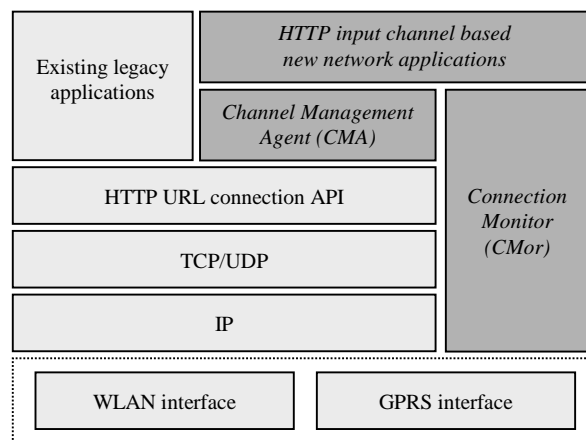 HTTP input channel based
new network applications
Existing legacy
applications
Channel Management
Agent (CMA)
HTTP URL connection API
Connection
Monitor
(CMor)
TCP/UDP
IP
WLAN interface
GPRS interface